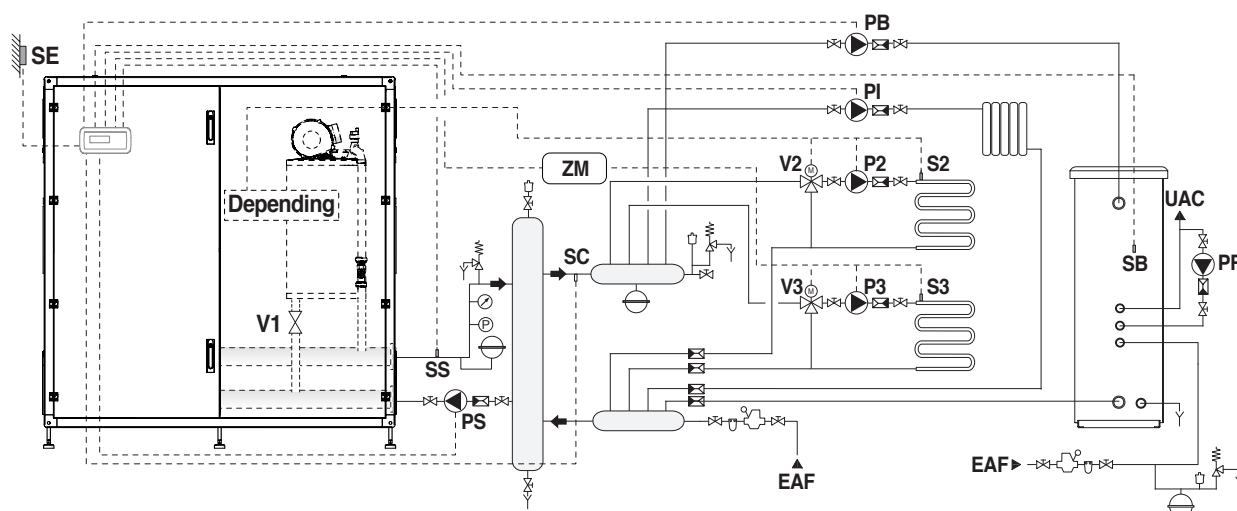 PB
SE
PI
ZM
V2
M
P2
S2
Depending
UAC
SC
SB
PR
V3
M
P3
S3
V1
P
SS
PS
EAF
EAF